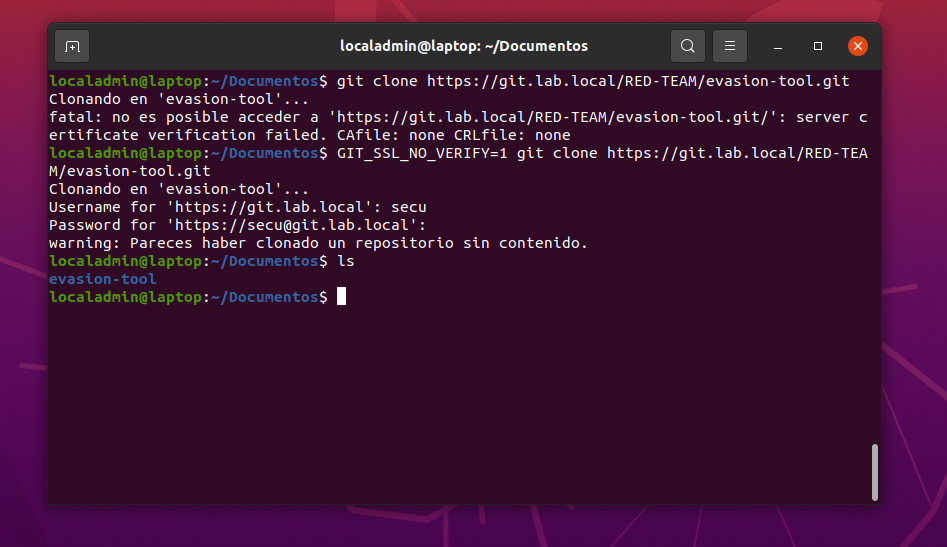 localadmin@laptop: ~/Documentos
localadmin@laptop:~/Documentos$ git clone https://git.lab.local/RED-TEAM/evasion-tool.git
Clonando en 'evasion-tool'...
fatal: no es posible acceder a 'https://git.lab.local/RED-TEAM/evasion-tool.git/': server c
ertificate verification failed. CAfile: none CRLfile: none
localadmin@laptop:~/Documentos$ GIT_SSL_NO_VERIFY=1 git clone https://git.lab.local/RED-TEA
M/evasion-tool.git
Clonando en 'evasion-tool'...
Username for 'https://git.lab.local': secu
Password for 'https://secu@git.lab.local':
warning: Pareces haber clonado un repositorio sin contenido.
localadmin@laptop:~/Documentos$ ls
evasion-tool
localadmin@laptop:~/Documentos$